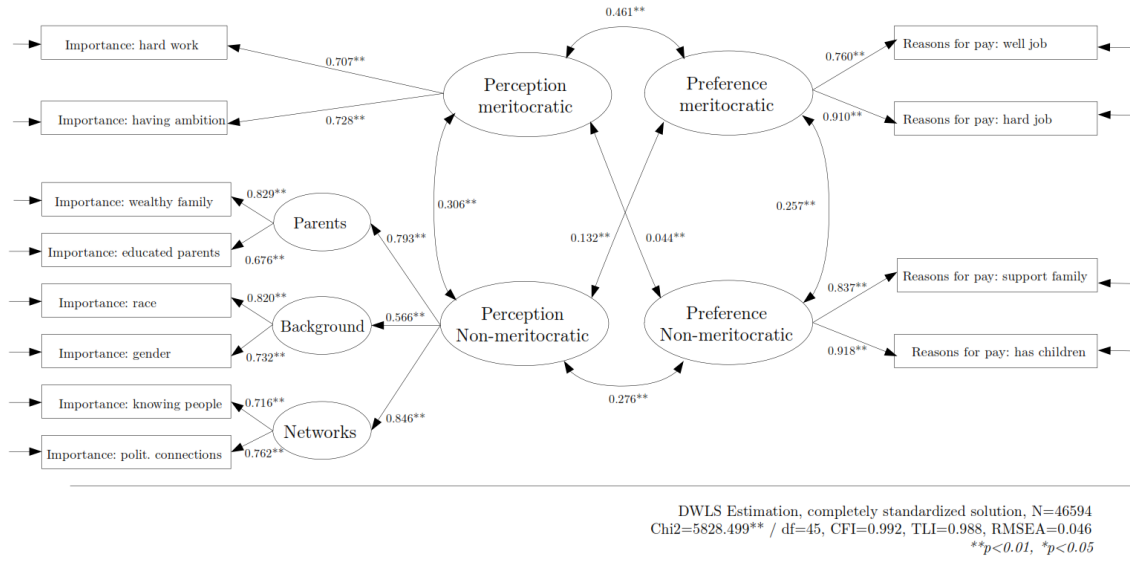 0.461**
Importance: hard work
Reasons for pay: well job
0.707**
0.760**
Perception
meritocratic
Preference
meritocratic
Importance: having ambition
0.728**
0.910**
Reasons for pay: hard job
Importance: wealthy family
0.829**
Parents
0.306**
0.257**
0.793**
0.132**
0.044**
Importance: educated parents
0.676**
Reasons for pay: support family
0.837**
Importance: race
0.820**
Background
0.566**
Perception
Non-meritocratic
Preference
Non-meritocratic
Importance: gender
0.732**
0.918**
Reasons for pay: has children
Importance: knowing people
0.716**
0.276**
Networks
0.846**
Importance: polit. connections
0.762**
DWLS Estimation, completely standardized solution, N=46594
Chi2=5828.499** / df=45, CFI=0.992, TLI=0.988, RMSEA=0.046
**p<0.01, *p<0.05